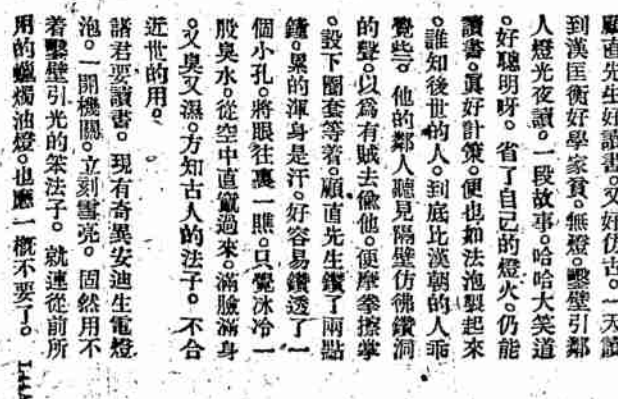 顧直先生好讀書。又好仿古。一天讀
到漢匡衡好學家貧。無燈。鑿壁引鄰
人燈光夜讀。一段故事。哈哈大笑道
。好聰明呀。省了自己的燈火。仍能
讀書。眞好計策。便也如法泡製起來
。誰知後世的人。到底比漢朝的人乖
覺些。他的鄰人聽見隔壁仿彿鑽洞
的聲。以爲有賊去偸他。便摩拳擦掌
。設下圈套等着。顧直先生鑽了兩點
鐘。累的渾身是汗。好容易鑽透了一
個小孔。將眼往裏一瞧。只覺冰冷一
股臭水。從空中直竄過來。滿臉滿身
。又臭又濕。方知古人的法子。不合
近世的用。
諸君要讀書。現有奇異安迪生電燈
泡。一開機關。立刻雪亮。固然用不
着鑿壁引光的笨法子。就連從前所
用的蠟燭油燈。也應一概不要了。